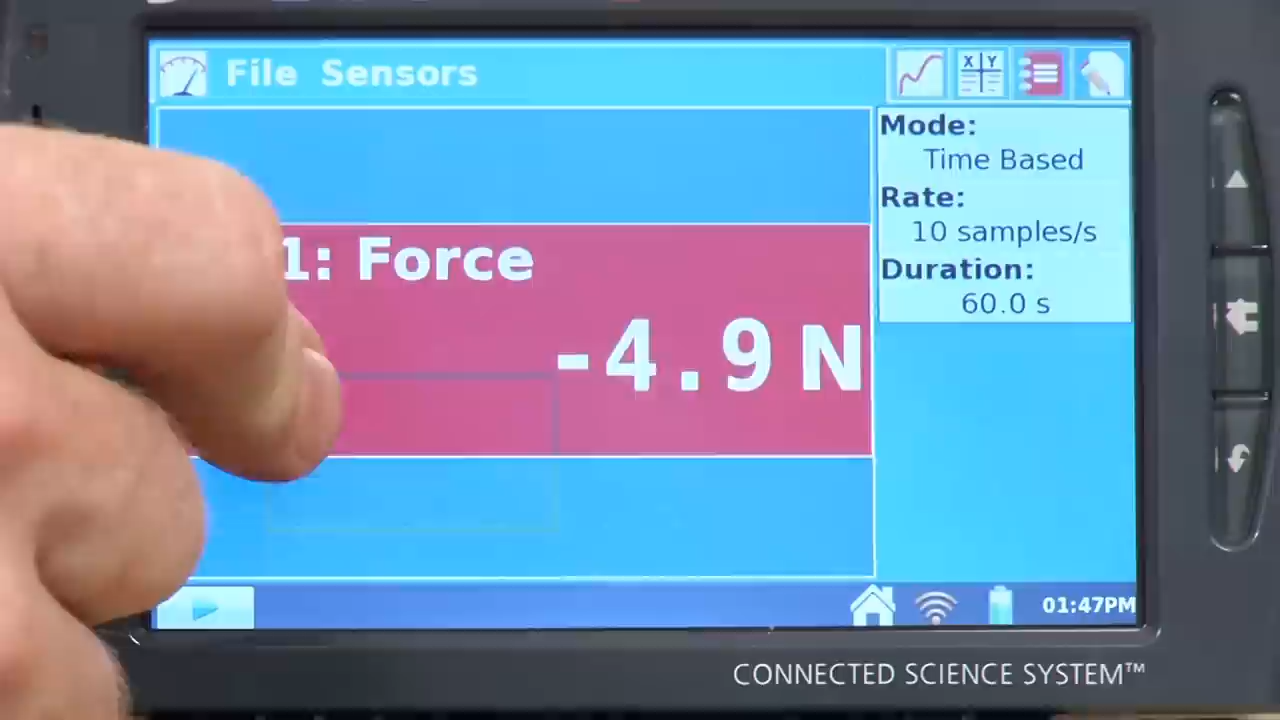 File Sensors
X Y
Mode:
Time Based
Rate:
10 samples/s
Duration:
60.0 s
1: Force
-4.9 N
01:47PM
CONNECTED SCIENCE SYSTEM™